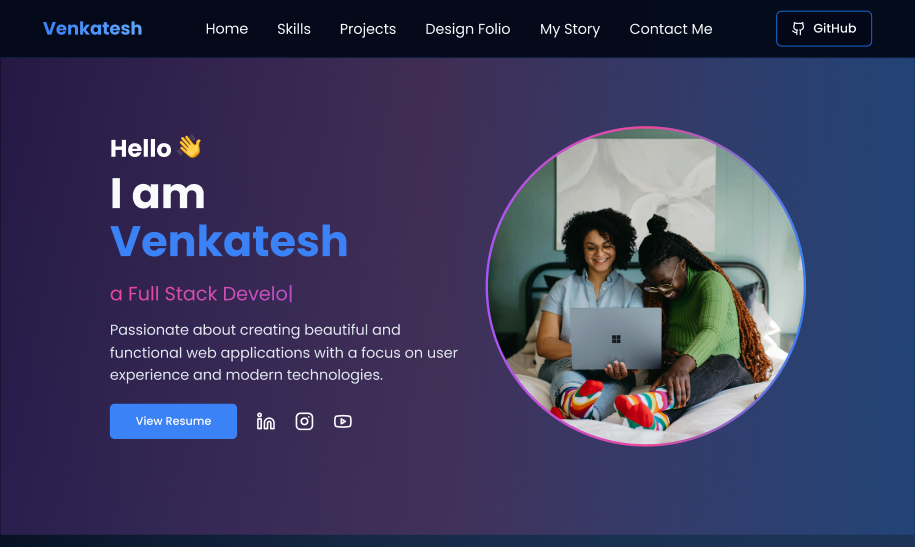 Venkatesh
Home Skills Projects Design Folio My Story Contact Me
GitHub
Hello 👋
I am
Venkatesh
a Full Stack Develo|
Passionate about creating beautiful and
functional web applications with a focus on user
experience and modern technologies.
View Resume